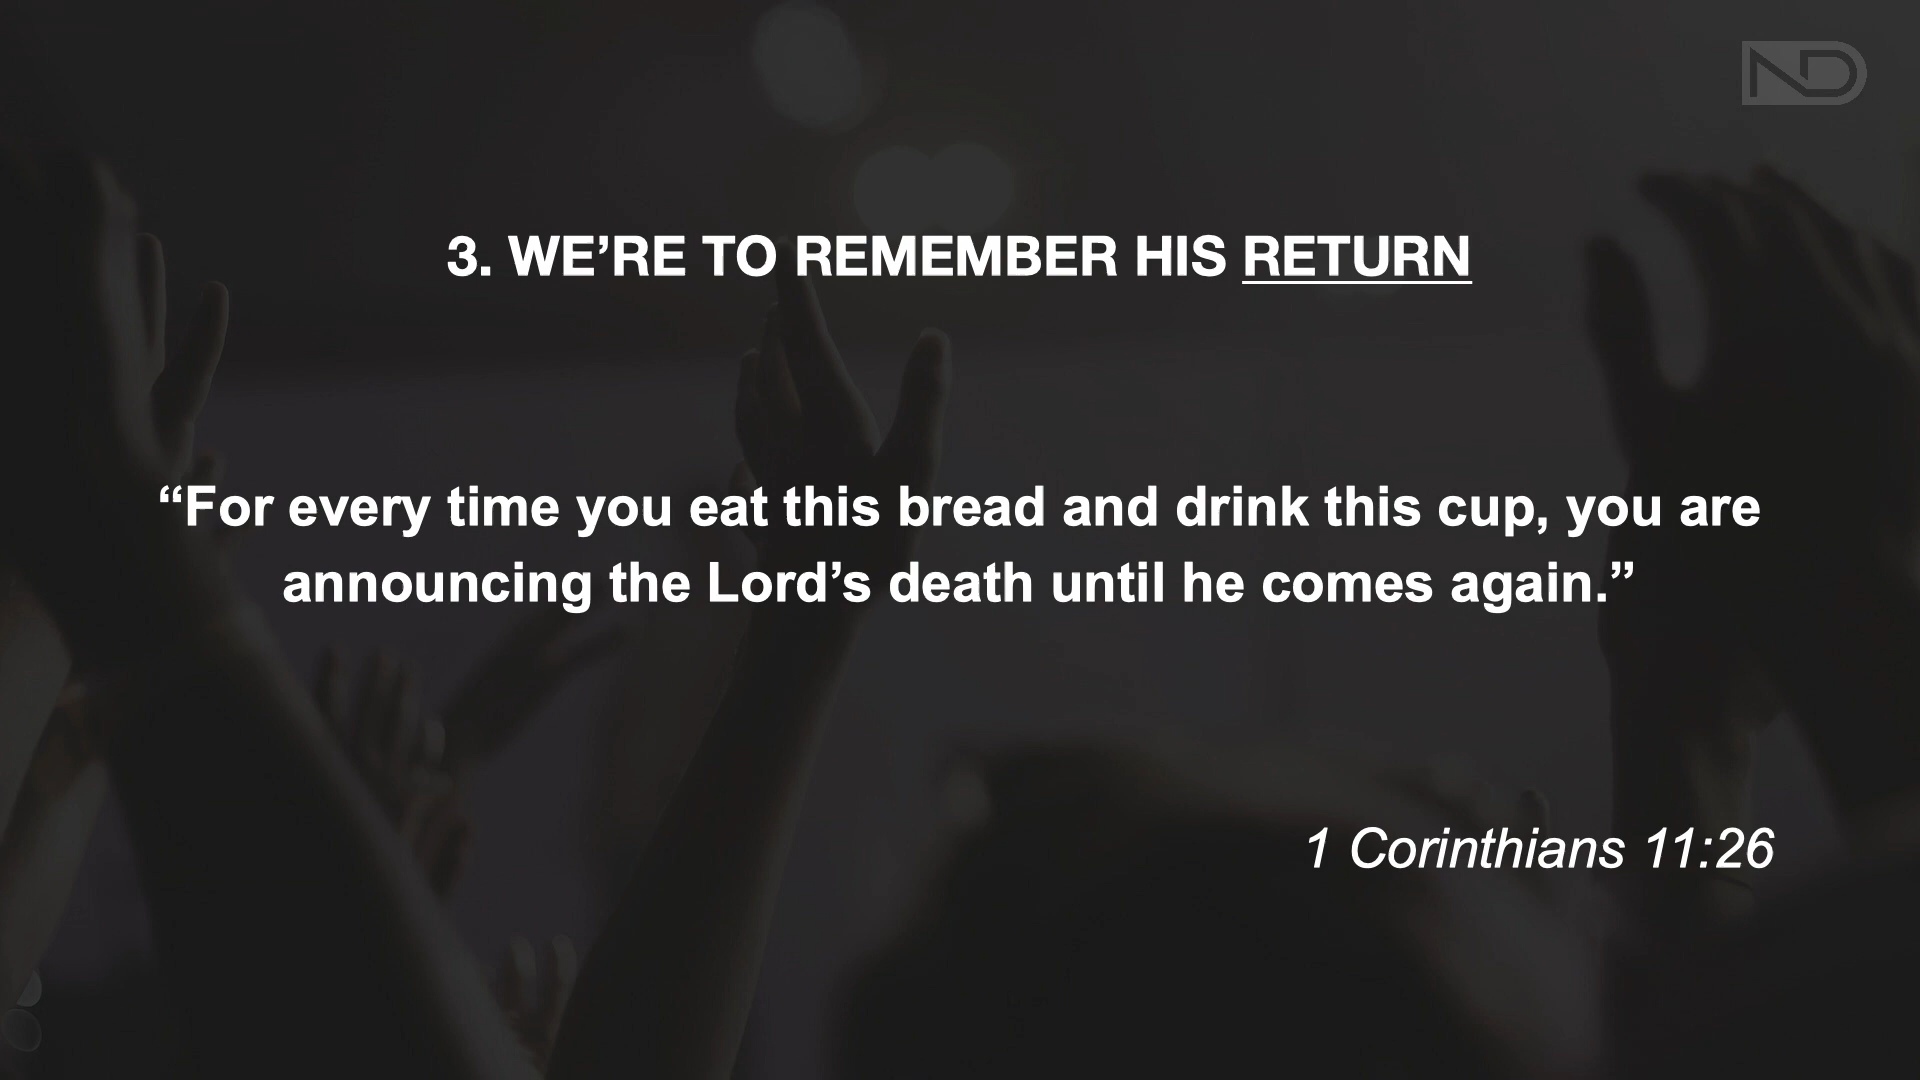 ND
3. WE’RE TO REMEMBER HIS RETURN
“For every time you eat this bread and drink this cup, you are
announcing the Lord’s death until he comes again.”
1 Corinthians 11:26